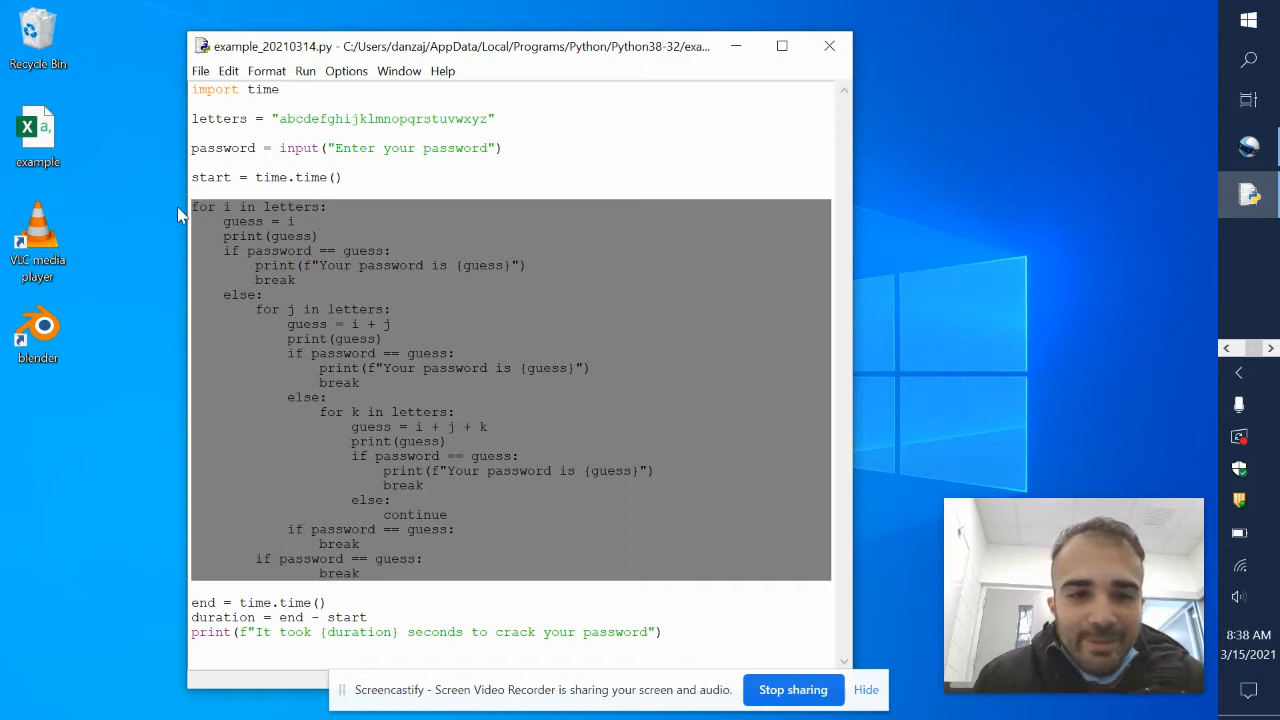 Recycle Bin
example
VLC media
player
blender
example_20210314.py - C:/Users/danzaj/AppData/Local/Programs/Python/Python38-32/exa...
File Edit Format Run Options Window Help
import time
letters = "abcdefghijklmnopqrstuvwxyz"
password = input("Enter your password")
start = time.time()
for i in letters:
    guess = i
    print(guess)
    if password == guess:
        print(f"Your password is {guess}")
        break
    else:
        for j in letters:
            guess = i + j
            print(guess)
            if password == guess:
                print(f"Your password is {guess}")
                break
            else:
                for k in letters:
                    guess = i + j + k
                    print(guess)
                    if password == guess:
                        print(f"Your password is {guess}")
                        break
                    else:
                        continue
            if password == guess:
                break
        if password == guess:
                break
end = time.time()
duration = end - start
print(f"It took {duration} seconds to crack your password")
Screencastify - Screen Video Recorder is sharing your screen and audio.
Stop sharing
Hide
8:38 AM
3/15/2021